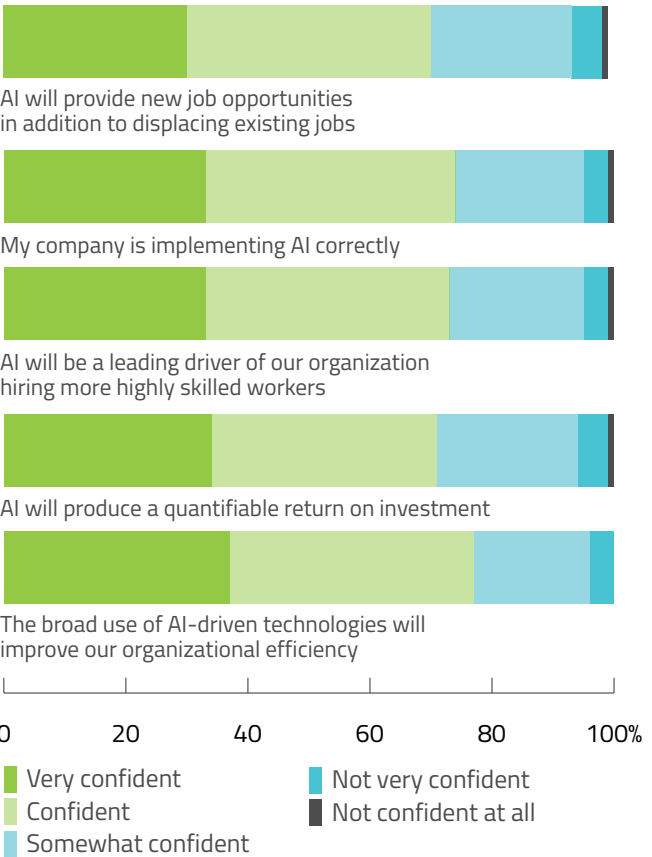 AI will provide new job opportunities
in addition to displacing existing jobs
My company is implementing AI correctly
AI will be a leading driver of our organization
hiring more highly skilled workers
AI will produce a quantifiable return on investment
The broad use of AI-driven technologies will
improve our organizational efficiency
0 20 40 60 80 100%
Very confident
Confident
Somewhat confident
Not very confident
Not confident at all